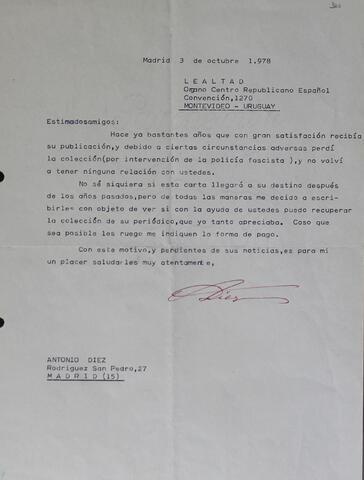 Madrid 3 de octubre 1.978
LEALTAD
Organo Centro Republicano Español
Convención,1270
MONTEVIDEO - URUGUAY
Estimadosamigos:
Hace ya bastantes años que con gran satisfación recibía
su publicación,y debido a ciertas circunstancias adversas perdí
la colección(por intervención de la policía fascista ),y no volví
a tener ninguna relación con ustedes.
No sé siquiera si esta carta llegará a su destino después
de los años pasados,pero de todas las maneras me decido a escri-
birles con objeto de ver si con la ayuda de ustedes puedo recuperar
la colección de su periódico,que yo tanto apreciaba. Caso que
sea posible les ruego me indiquen la forma de pago.
Con este motivo,y pendientes de sus noticias,es para mi
un placer saludarles muy atentamente,
Diez
ANTONIO DIEZ
Rodriguez San Pedro,27
MADRID (15)